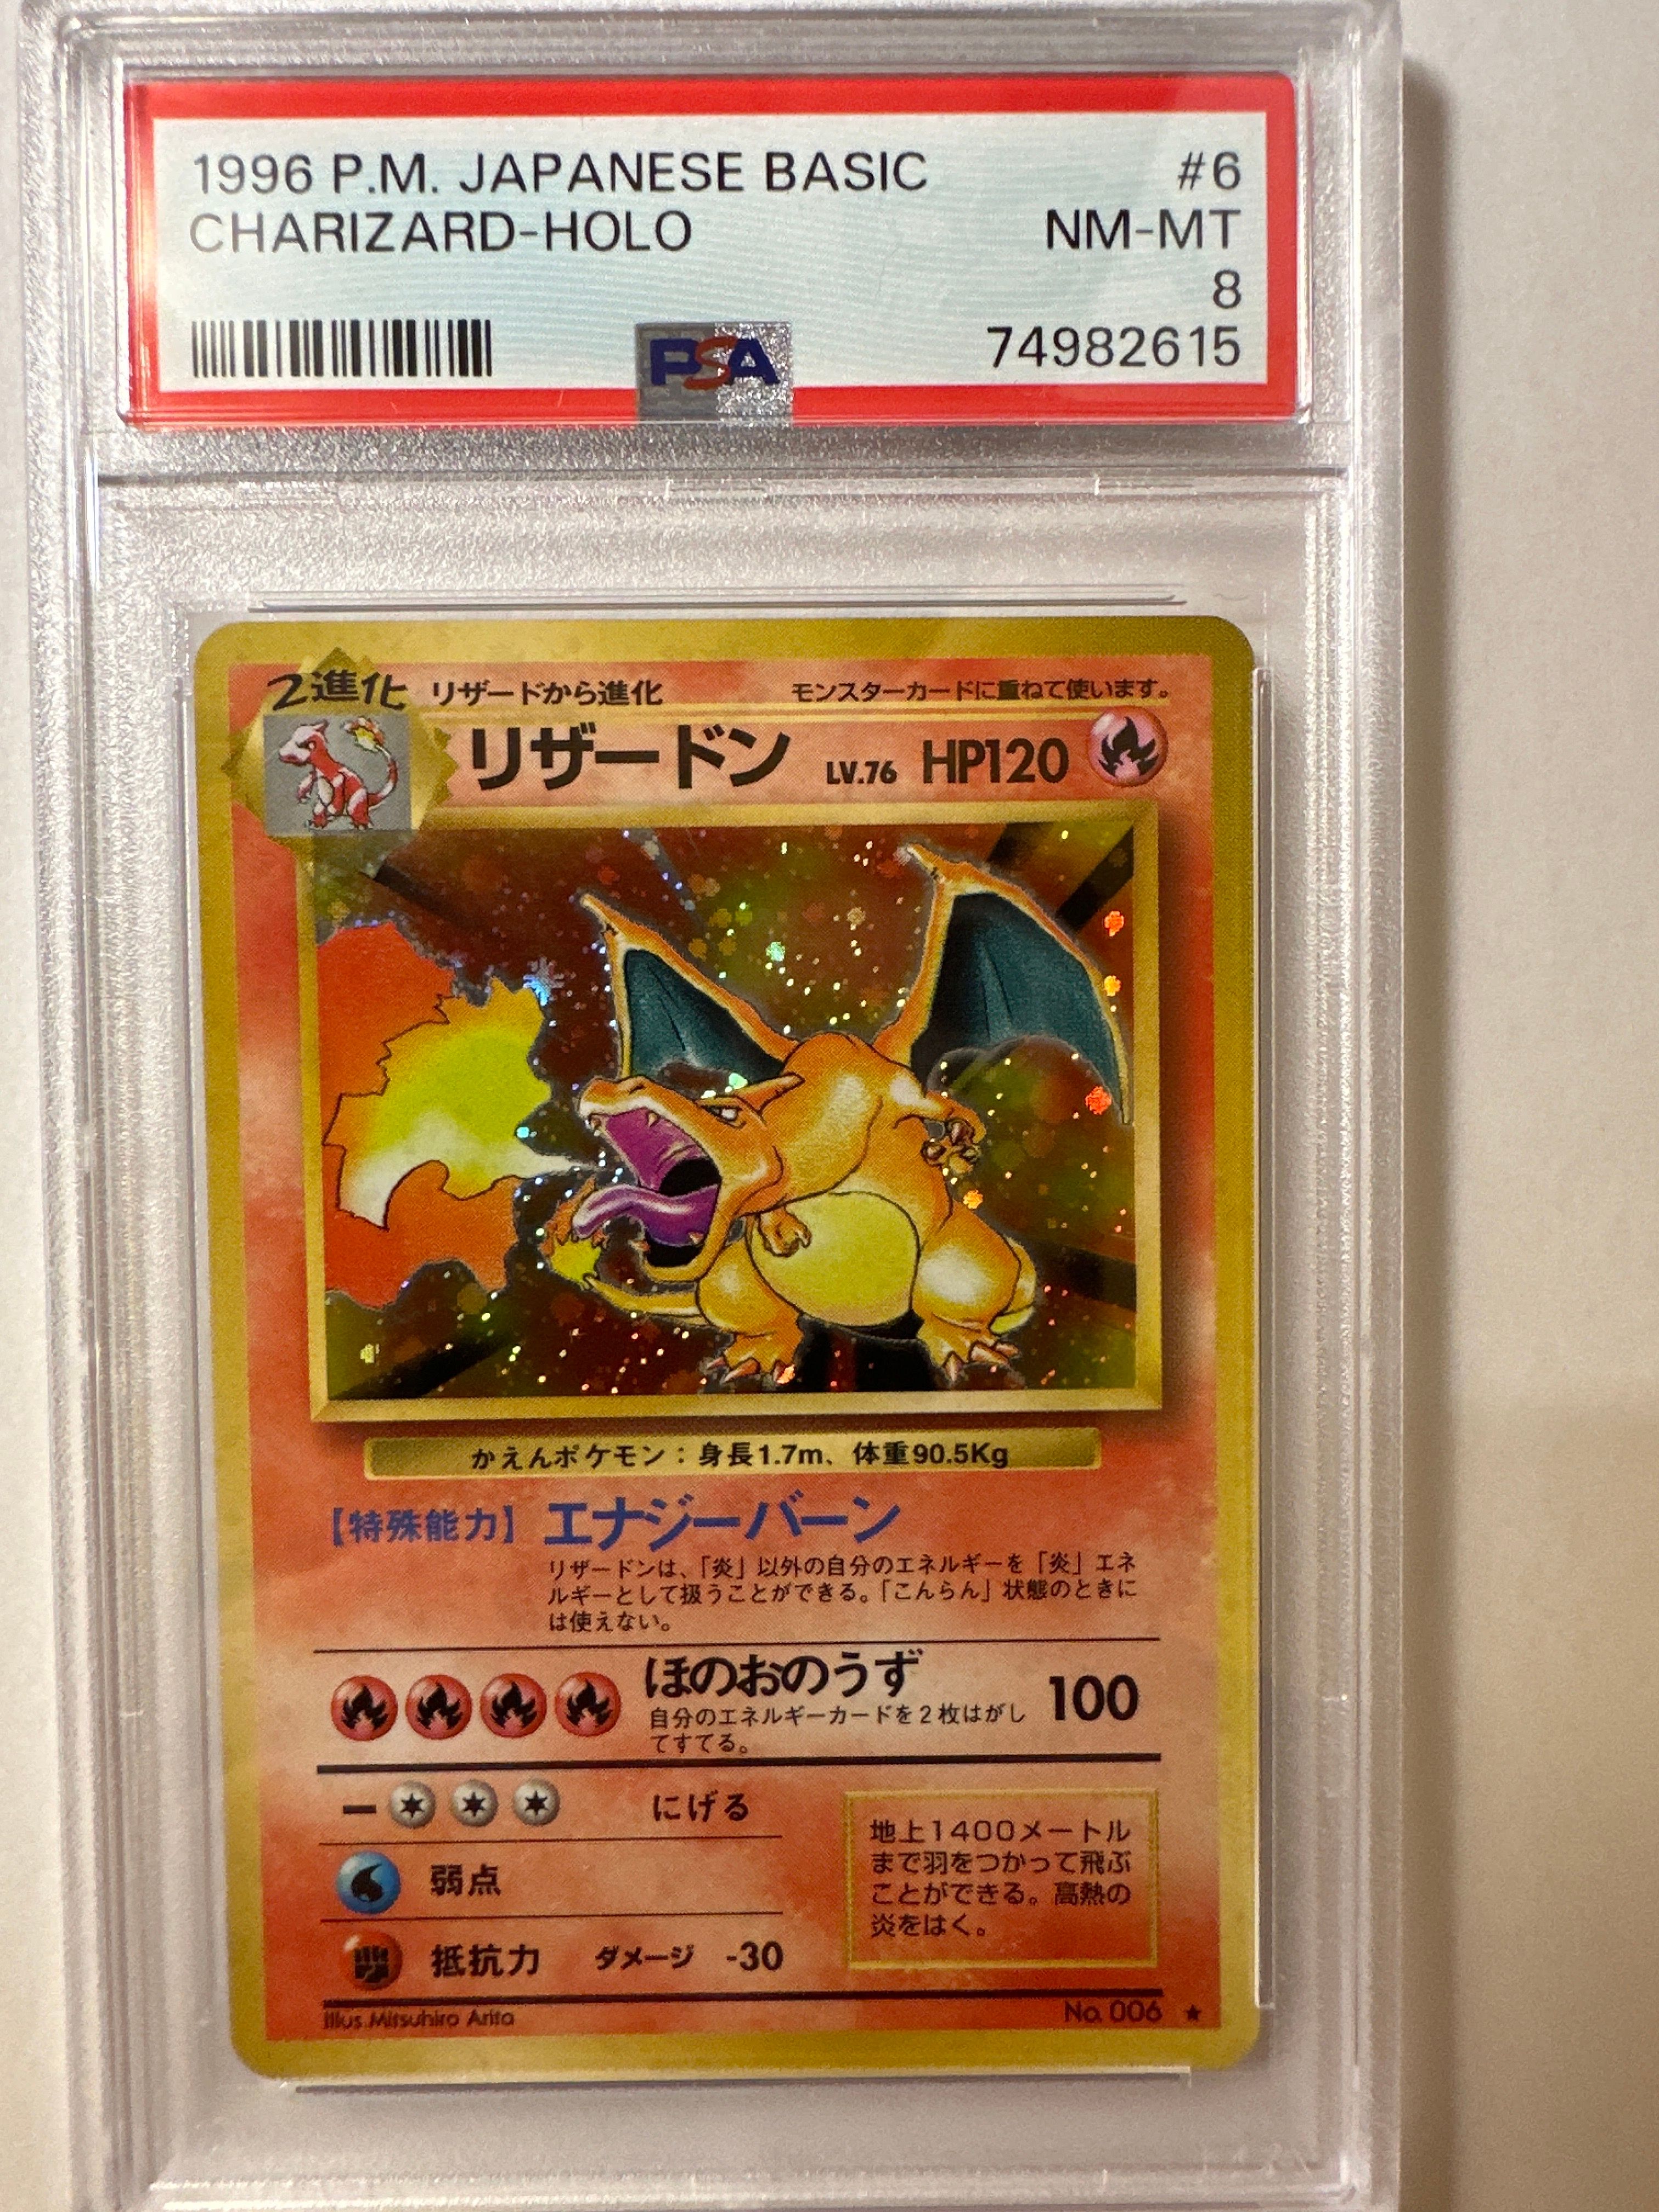 1996 P.M. JAPANESE BASIC #6
CHARIZARD-HOLO NM-MT
8
PSA 74982615
2進化 リザードから進化 モンスターカードに重ねて使います。
リザードン LV.76 HP120
かえんポケモン：身長1.7m、体重90.5Kg
【特殊能力】 エナジーバーン
リザードンは、「炎」以外の自分のエネルギーを「炎」エネ
ルギーとして扱うことができる。「こんらん」状態のときに
は使えない。
ほのおのうず 100
自分のエネルギーカードを2枚はがし
てすてる。
ー にげる
弱点
抵抗力 ダメージ -30
地上1400メートル
まで羽をつかって飛ぶ
ことができる。高熱の
炎をはく。
Illus. Mitsuhiro Arita No. 006 ★